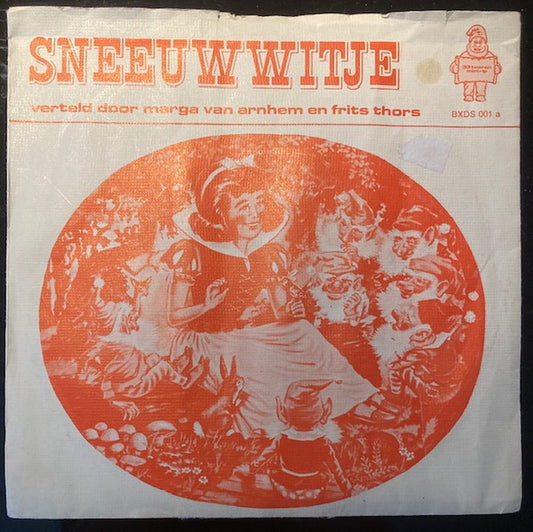 SNEEUWWITJE
verteld door marga van arnhem en frits thors
BXDS 001 a